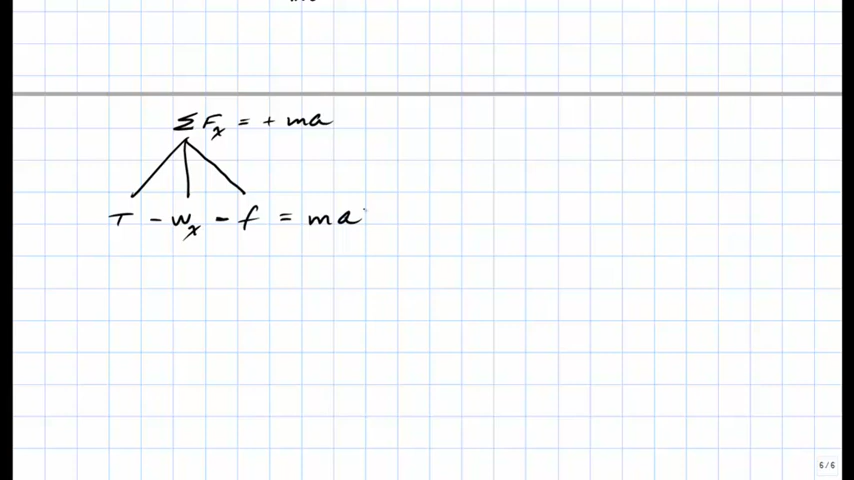 ΣFₓ = + ma
T - wₓ - f = ma
6/6